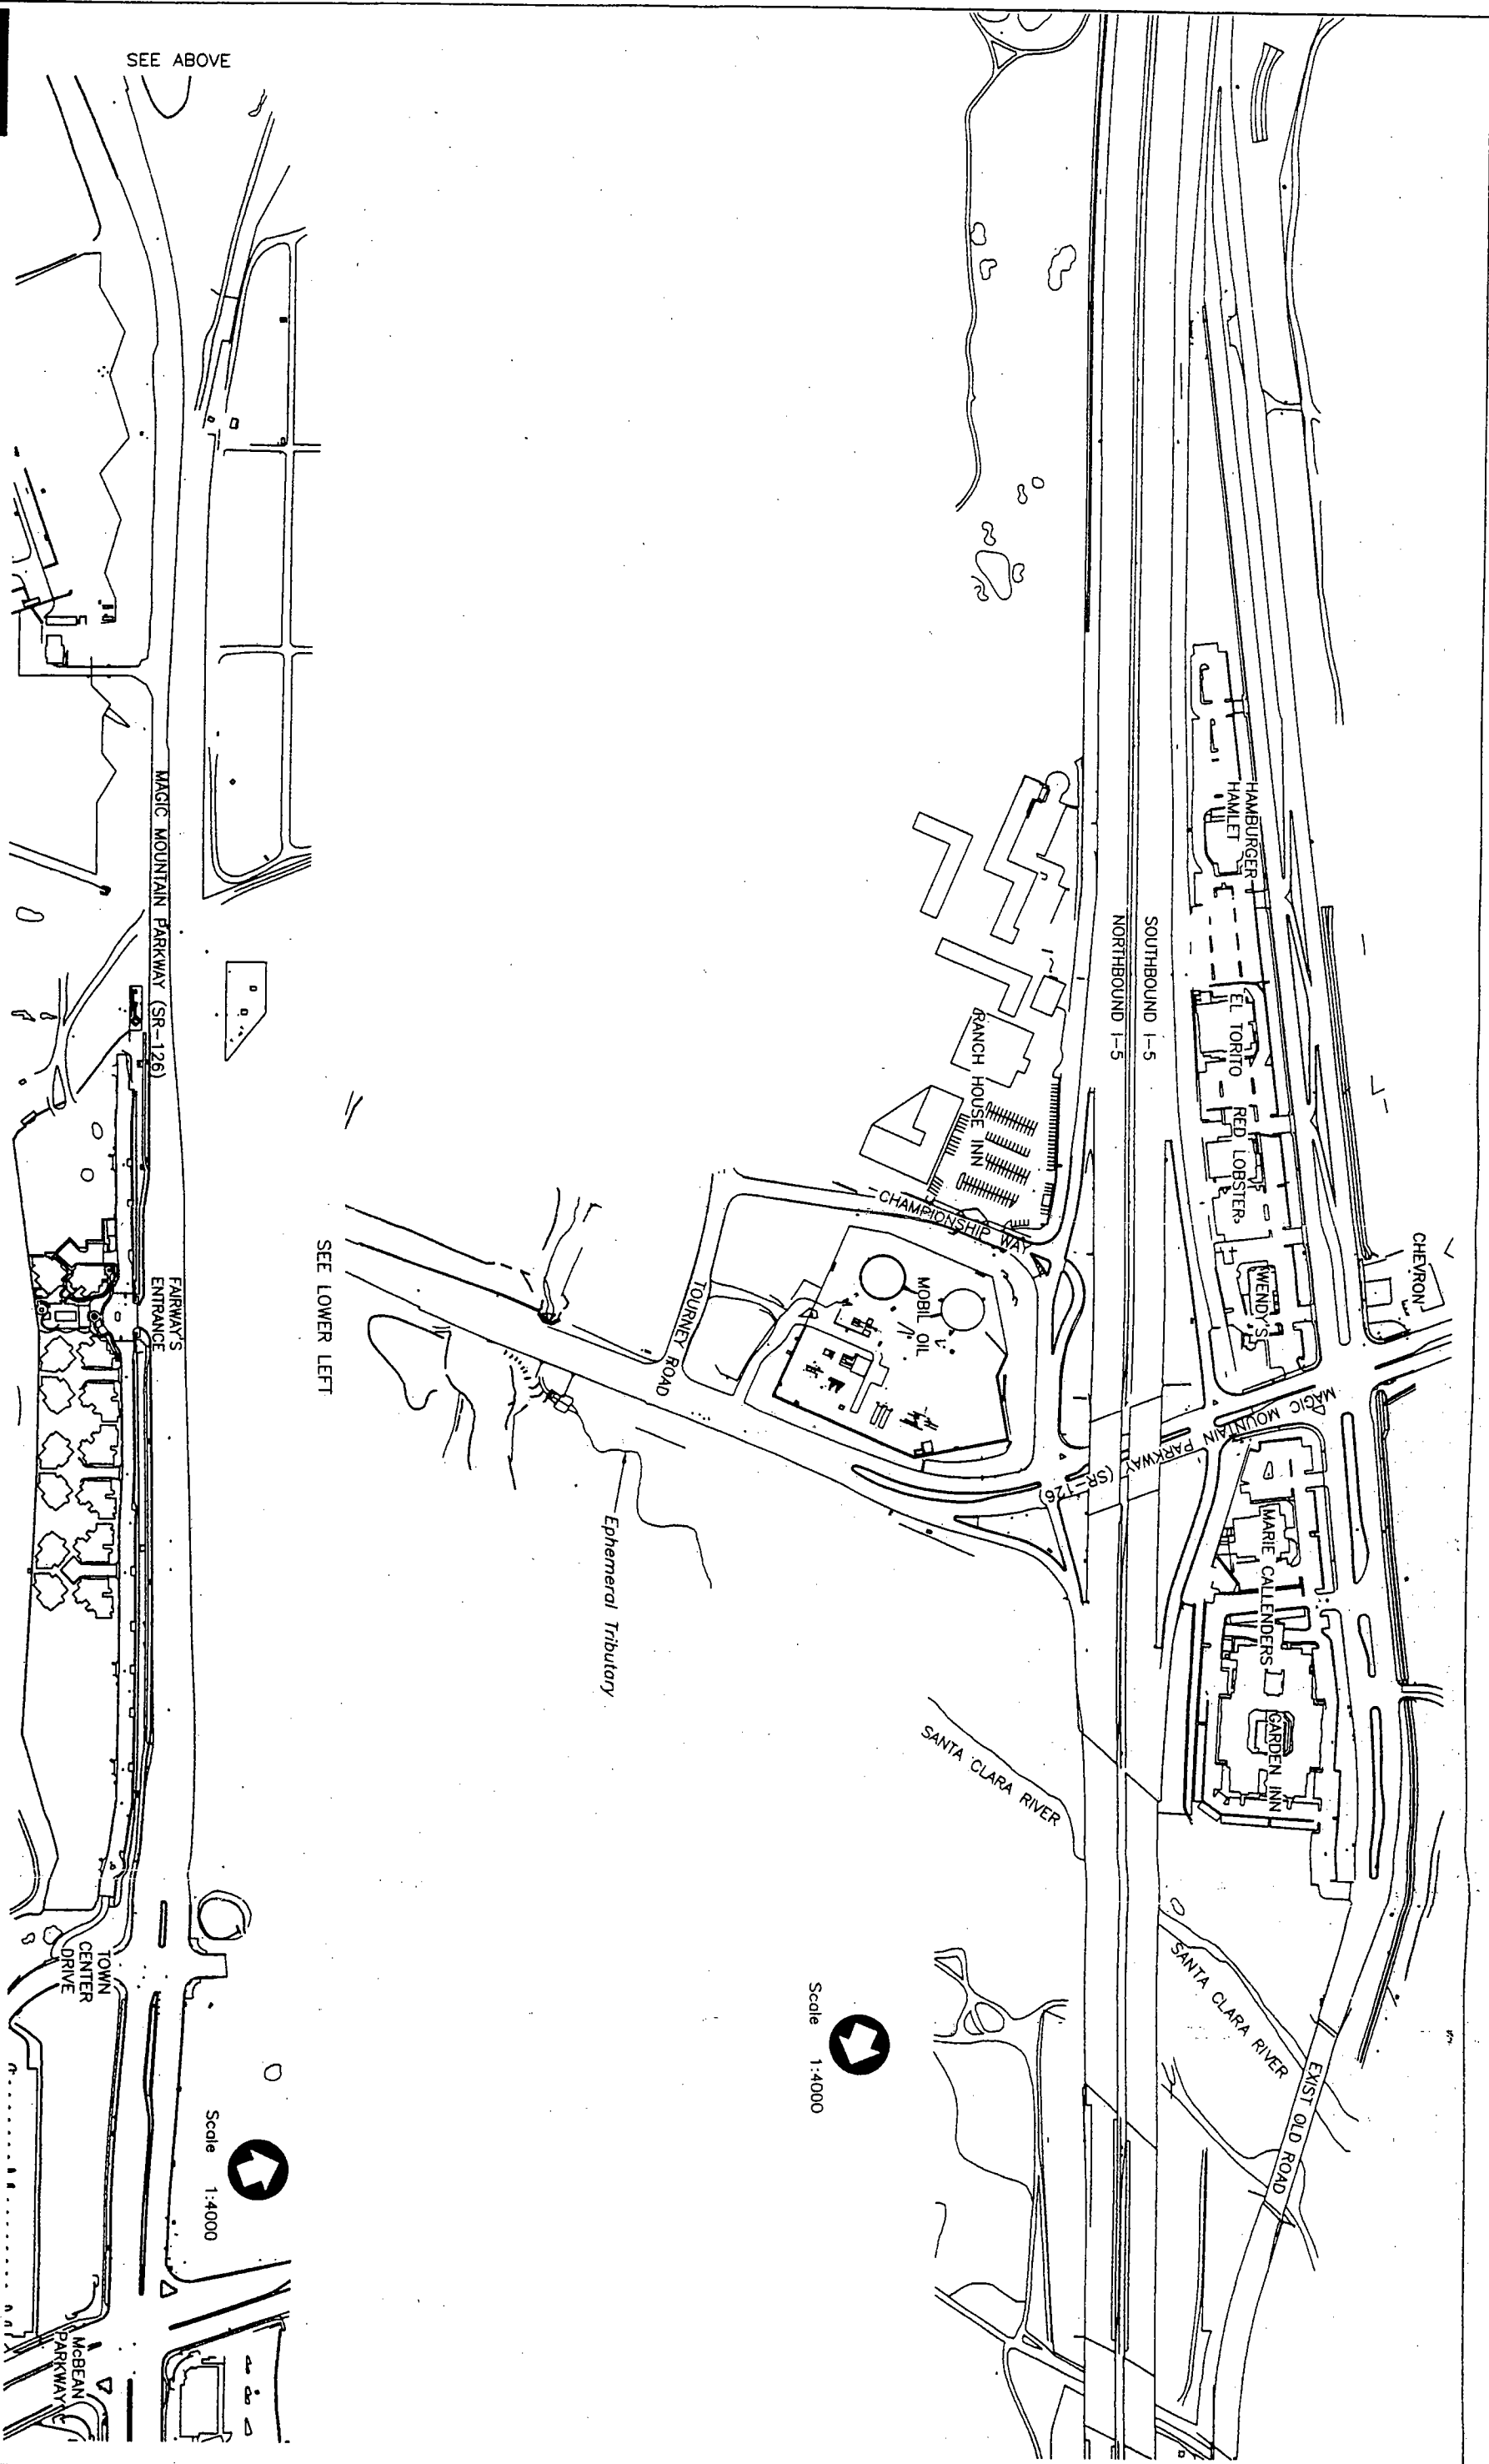 SEE ABOVE
CHEVRON
HAMBURGER
HAMLET
EL TORITO
RED LOBSTER
WENDY'S
MAGIC MOUNTAIN PARKWAY (SR-126)
MARIE CALLENDERS
GARDEN INN
EXIST OLD ROAD
SOUTHBOUND I-5
NORTHBOUND I-5
SANTA CLARA RIVER
SANTA CLARA RIVER
RANCH HOUSE INN
CHAMPIONSHIP WAY
MOBIL OIL
TOURNEY ROAD
Ephemeral Tributary
Scale 1:4000
SEE LOWER LEFT
MAGIC MOUNTAIN PARKWAY (SR-126)
FAIRWAY'S
ENTRANCE
TOWN
CENTER
DRIVE
Scale 1:4000
McBEAN
PARKWAY